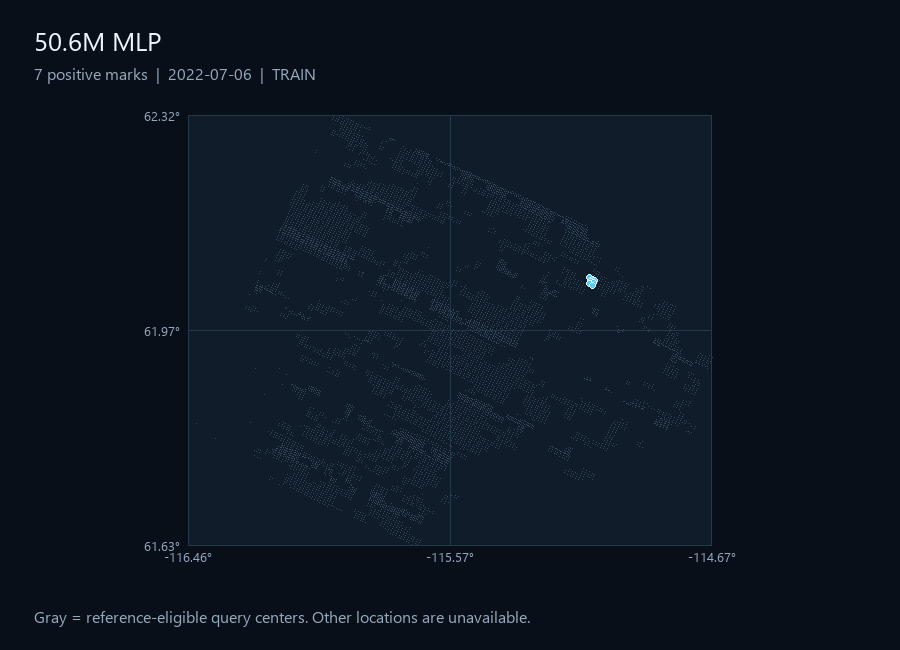 50.6M MLP
7 positive marks | 2022-07-06 | TRAIN
62.32°
61.97°
61.63°
-116.46°
-115.57°
-114.67°
Gray = reference-eligible query centers. Other locations are unavailable.